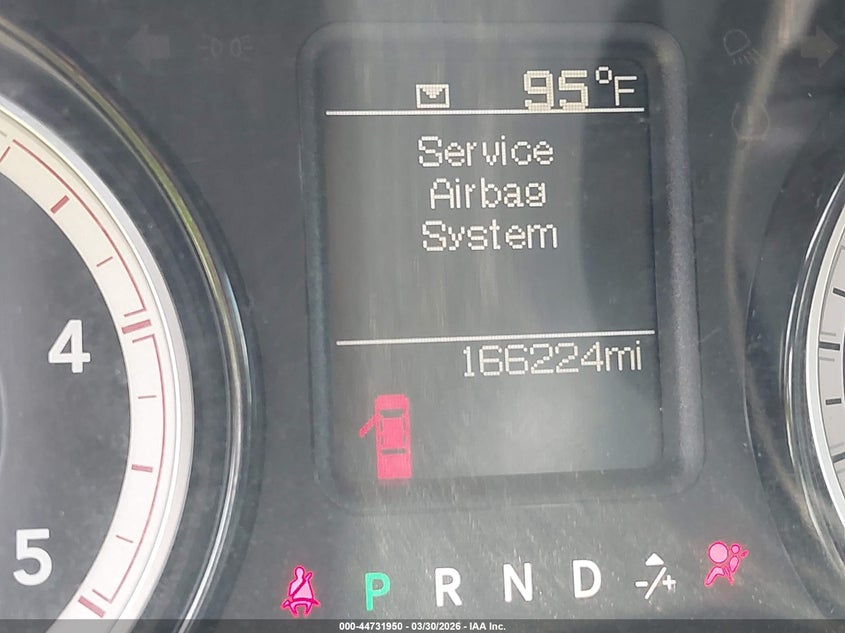 95°F
Service
Airbag
System
166224mi
4
5
P R N D -/+
000-44731950 - 03/30/2026 - IAA Inc.